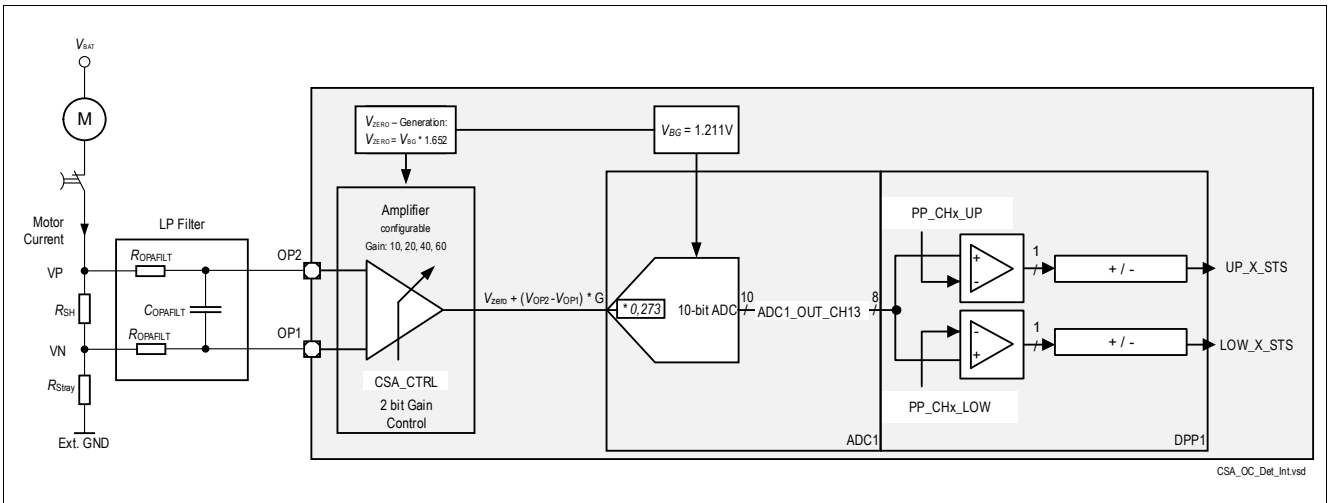 VBAT
M
Motor
Current
VP
RSH
VN
RStray
Ext. GND
LP Filter
ROPAFILT
COPAFILT
ROPAFILT
OP2
OP1
VZERO – Generation:
VZERO = VBG * 1.652
VBG = 1.211V
Amplifier
configurable
Gain: 10, 20, 40, 60
CSA_CTRL
2 bit Gain
Control
Vzero + (VOP2 -VOP1) * G
* 0,273
10-bit ADC
10
ADC1_OUT_CH13
8
ADC1
PP_CHx_UP
+
-
1
+ / -
UP_X_STS
-
+
1
+ / -
LOW_X_STS
PP_CHx_LOW
DPP1
CSA_OC_Det_Int.vsd